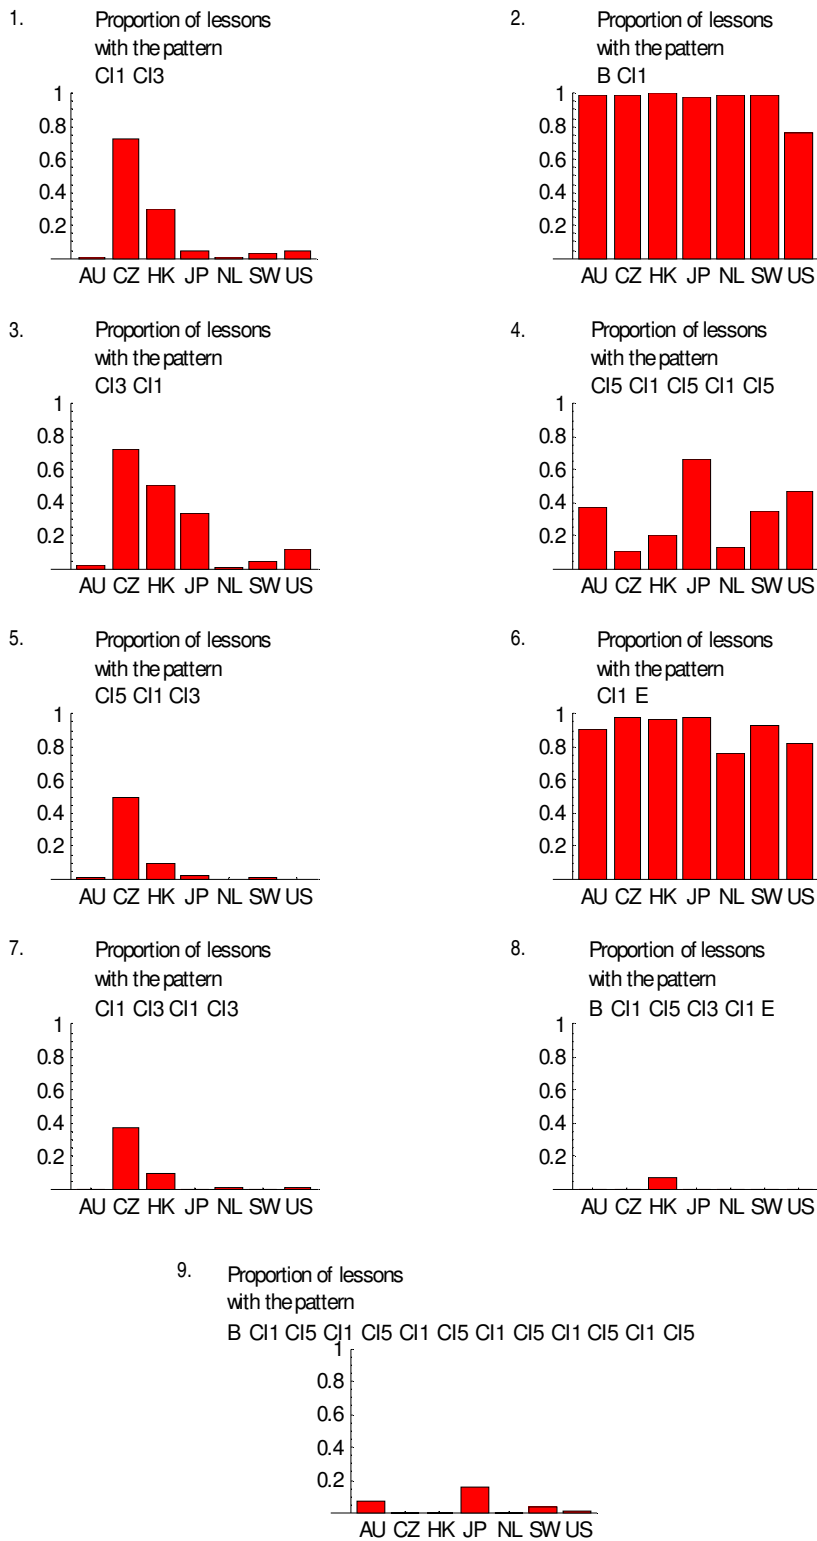 1.
Proportion of lessons
with the pattern
CI1 CI3
1
0.8
0.6
0.4
0.2
AU CZ HK JP NL SW US
2.
Proportion of lessons
with the pattern
B CI1
1
0.8
0.6
0.4
0.2
AU CZ HK JP NL SW US
3.
Proportion of lessons
with the pattern
CI3 CI1
1
0.8
0.6
0.4
0.2
AU CZ HK JP NL SW US
4.
Proportion of lessons
with the pattern
CI5 CI1 CI5 CI1 CI5
1
0.8
0.6
0.4
0.2
AU CZ HK JP NL SW US
5.
Proportion of lessons
with the pattern
CI5 CI1 CI3
1
0.8
0.6
0.4
0.2
AU CZ HK JP NL SW US
6.
Proportion of lessons
with the pattern
CI1 E
1
0.8
0.6
0.4
0.2
AU CZ HK JP NL SW US
7.
Proportion of lessons
with the pattern
CI1 CI3 CI1 CI3
1
0.8
0.6
0.4
0.2
AU CZ HK JP NL SW US
8.
Proportion of lessons
with the pattern
B CI1 CI5 CI3 CI1 E
1
0.8
0.6
0.4
0.2
AU CZ HK JP NL SW US
9.
Proportion of lessons
with the pattern
B CI1 CI5 CI1 CI5 CI1 CI5 CI1 CI5 CI1 CI5 CI1 CI5
1
0.8
0.6
0.4
0.2
AU CZ HK JP NL SW US